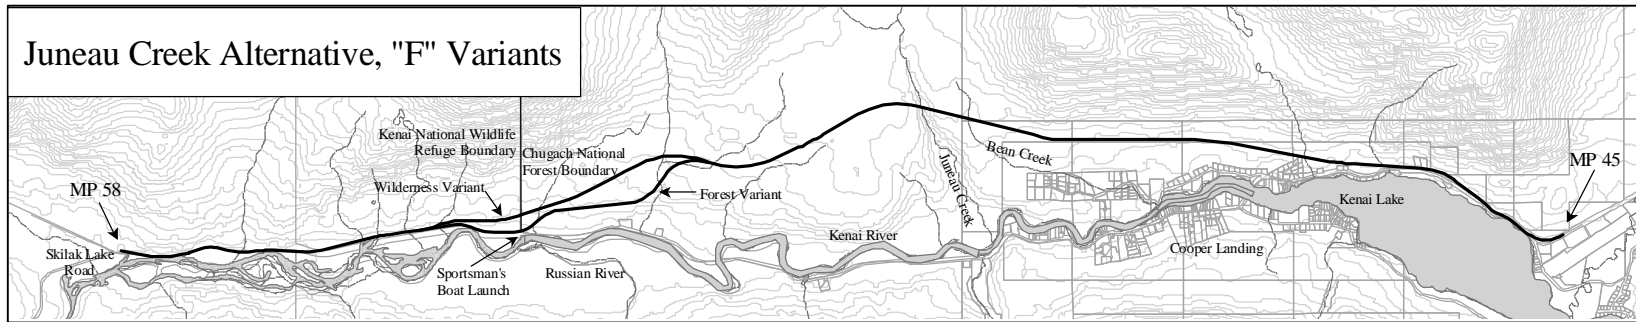 Juneau Creek Alternative, "F" Variants
Kenai National Wildlife
Refuge Boundary
Chugach National
Forest Boundary
Bean Creek
Juneau Creek
MP 45
MP 58
Wilderness Variant
Forest Variant
Kenai Lake
Kenai River
Cooper Landing
Skilak Lake
Road
Sportsman's
Boat Launch
Russian River